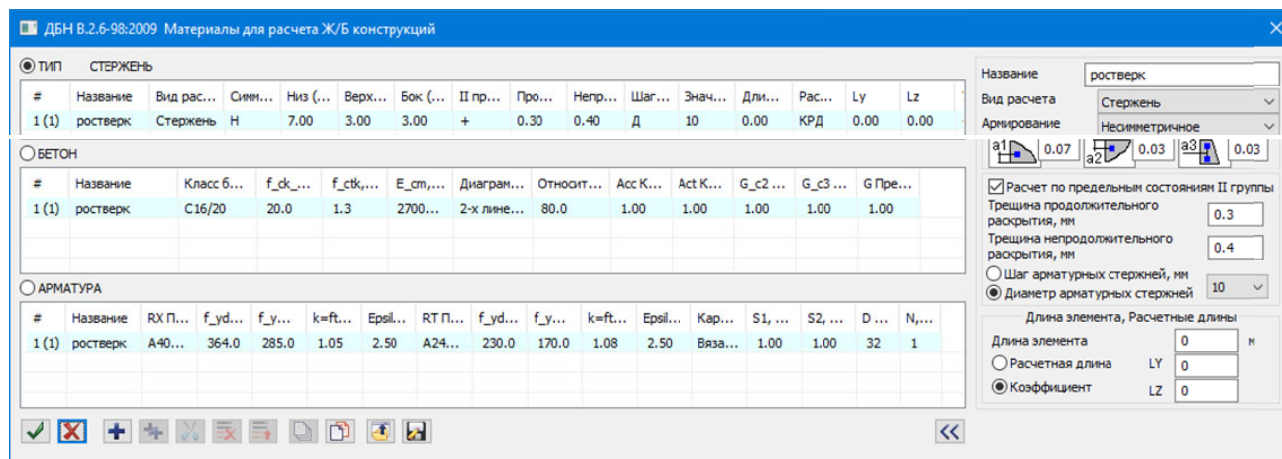 ДБН В.2.6-98:2009 Материалы для расчета Ж/Б конструкций
ТИП СТЕРЖЕНЬ
# Название Вид рас... Симм... Низ (... Верх... Бок (... II пр... Про... Непр... Шаг... Знач... Дли... Рас... Ly Lz
1 (1) ростверк Стержень Н 7.00 3.00 3.00 + 0.30 0.40 Д 10 0.00 КРД 0.00 0.00
БЕТОН
# Название Класс б... f_ck_... f_ctk,... E_cm,... Диаграм... Относит... Acc К... Act К... G_c2 ... G_c3 ... G Пре...
1 (1) ростверк C16/20 20.0 1.3 2700... 2-х лине... 80.0 1.00 1.00 1.00 1.00 1.00
АРМАТУРА
# Название RX П... f_yd... f_y... k=ft... Epsil... RT П... f_yd... f_y... k=ft... Epsil... Кар... S1, ... S2, ... D ... N,...
1 (1) ростверк A40... 364.0 285.0 1.05 2.50 A24... 230.0 170.0 1.08 2.50 Вяза... 1.00 1.00 32 1
Название ростверк
Вид расчета Стержень
Армирование Несимметричное
a1 0.07 a2 0.03 a3 0.03
Расчет по предельным состояниям II группы
Трещина продолжительного
раскрытия, мм 0.3
Трещина непродолжительного
раскрытия, мм 0.4
Шаг арматурных стержней, мм
Диаметр арматурных стержней 10
Длина элемента, Расчетные длины
Длина элемента 0 м
Расчетная длина LY 0
Коэффициент LZ 0